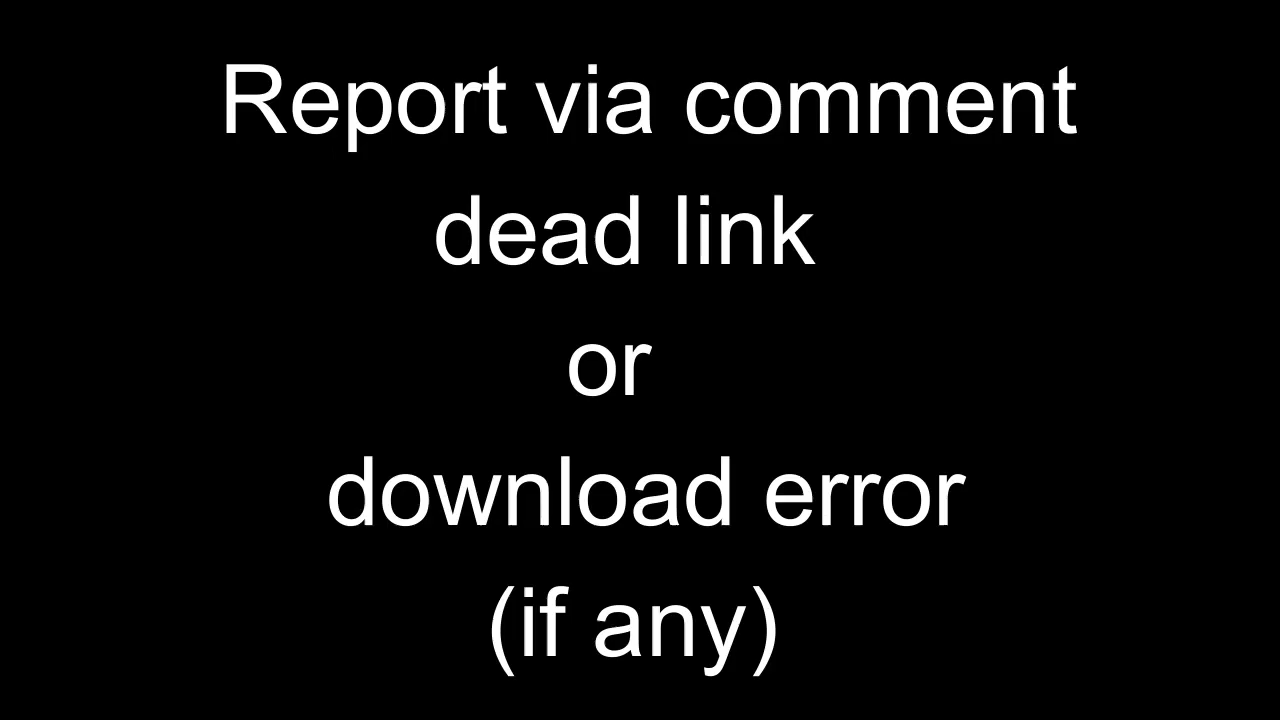 Report via comment
dead link
or
download error
(if any)